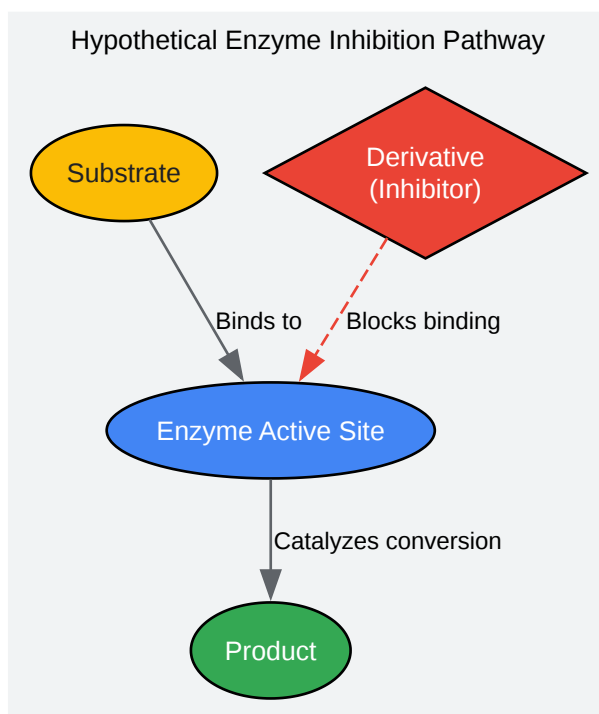 Hypothetical Enzyme Inhibition Pathway
Substrate
Derivative
(Inhibitor)
Binds to
Blocks binding
Enzyme Active Site
Catalyzes conversion
Product